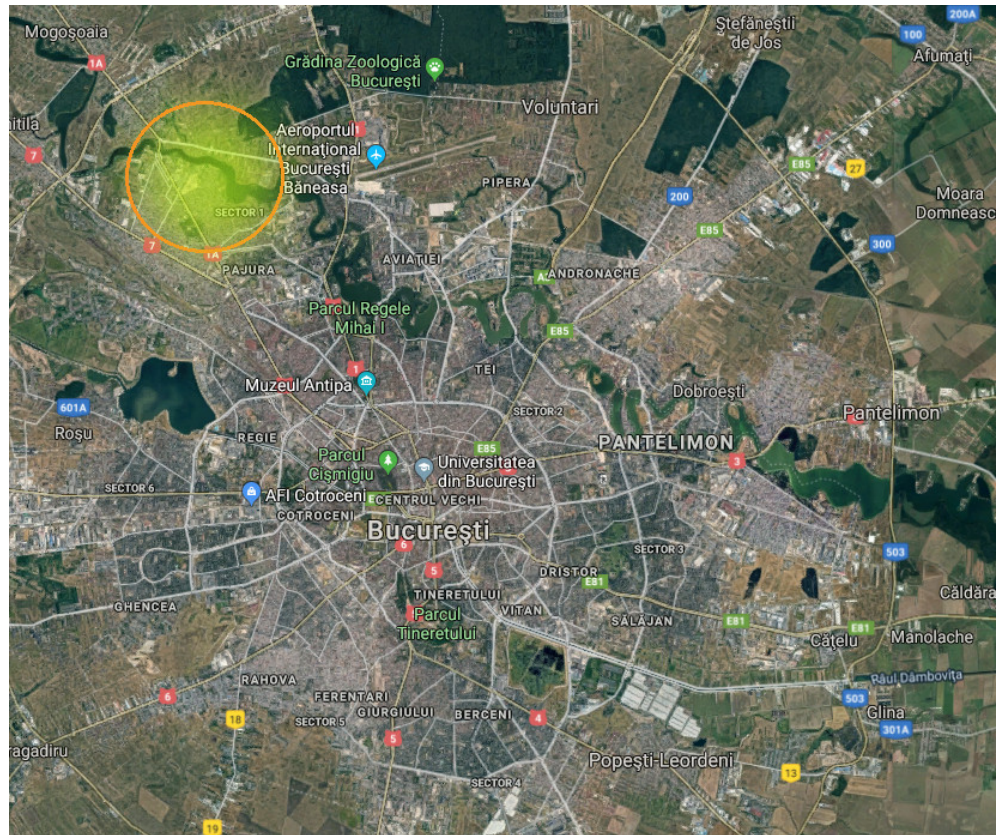 Mogoșoaia
1A
Grădina Zoologică
București
Ștefăneștii
de Jos
200A
100
Afumați
Voluntari
7
1
Aeroportul
Internațional
București
Băneasa
E85
27
PIPERA
200
Moara
SECTOR 1
E85
300
7
1A
PAJURA
AVIAȚIEI
ANDRONACHE
Parcul Regele
Mihai I
E85
1
TEI
Muzeul Antipa
Dobroești
601A
Roșu
SECTOR 2
Pantelimon
REGIE
E85
PANTELIMON
Parcul
Cișmigiu
Universitatea
din București
3
SECTOR 6
AFI Cotroceni
CENTRUL VECHI
COTROCENI
București
6
SECTOR 3
503
5
DRISTOR
E81
TINERETULUI
GHENCEA
VITAN
Parcul
Tineretului
SĂLĂJAN
E81
E81
Cățelu
Manolache
RAHOVA
Râul Dâmbovița
6
FERENTARI
503
GIURGIULUI
BERCENI
Glina
18
SECTOR 5
4
301A
5
Popești-Leordeni
13
SECTOR 4
19